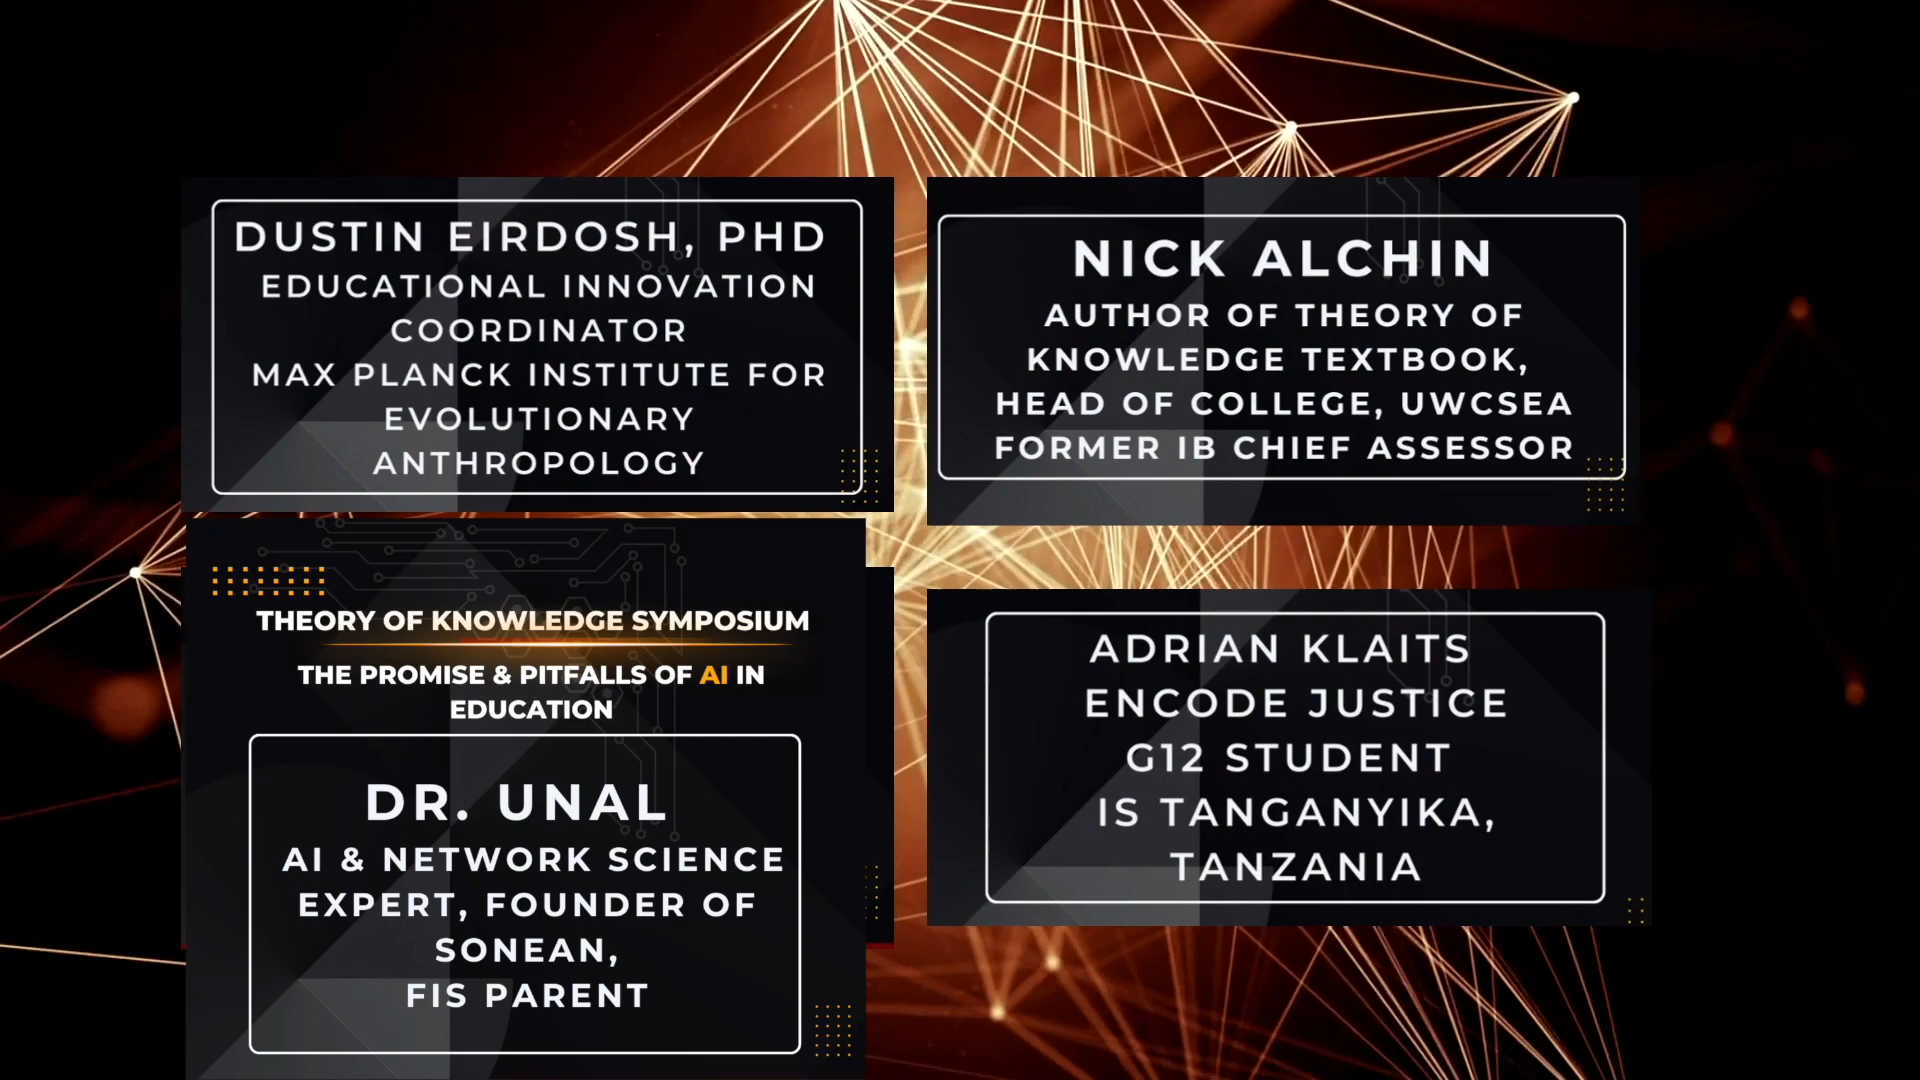 DUSTIN EIRDOSH, PHD
EDUCATIONAL INNOVATION
COORDINATOR
MAX PLANCK INSTITUTE FOR
EVOLUTIONARY
ANTHROPOLOGY
NICK ALCHIN
AUTHOR OF THEORY OF
KNOWLEDGE TEXTBOOK,
HEAD OF COLLEGE, UWCSEA
FORMER IB CHIEF ASSESSOR
THEORY OF KNOWLEDGE SYMPOSIUM
THE PROMISE & PITFALLS OF AI IN
EDUCATION
DR. UNAL
AI & NETWORK SCIENCE
EXPERT, FOUNDER OF
SONEAN,
FIS PARENT
ADRIAN KLAITS
ENCODE JUSTICE
G12 STUDENT
IS TANGANYIKA,
TANZANIA